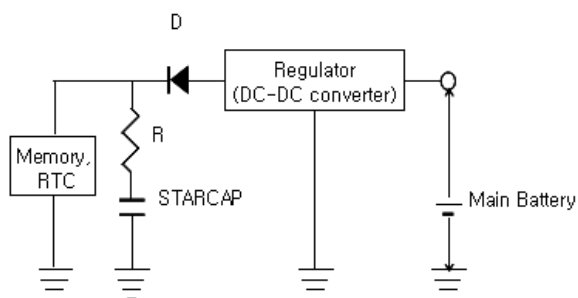 D
Regulator
(DC-DC converter)
R
Memory,
RTC
STARCAP
Main Battery